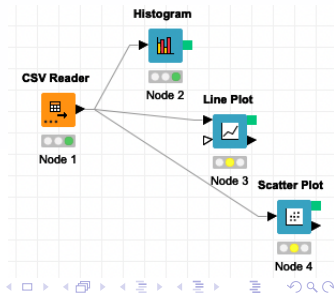 Histogram
Node 2
CSV Reader
Node 1
Line Plot
Node 3
Scatter Plot
Node 4